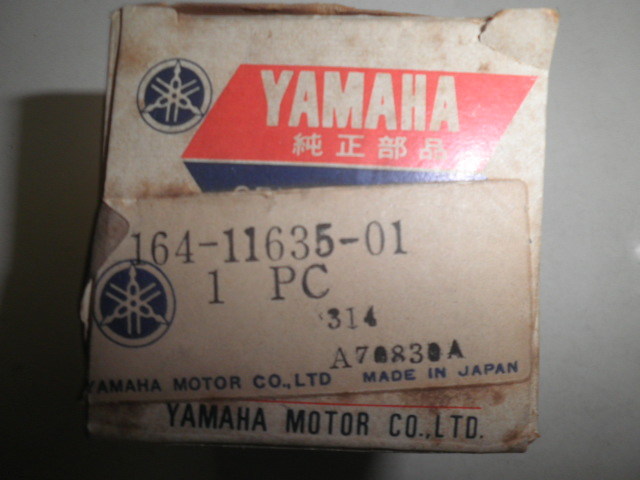 YAMAHA
純正部品
164-11635-01
1 PC
314
YAMAHA MOTOR CO.,LTD MADE IN JAPAN
YAMAHA MOTOR CO.,LTD.